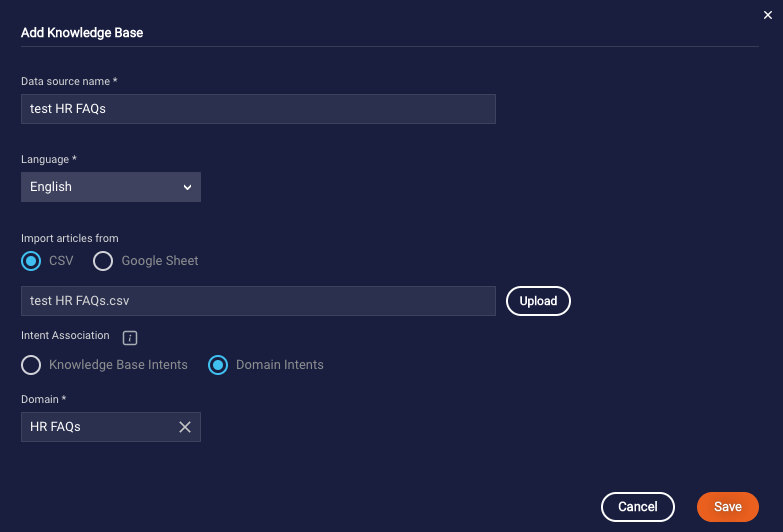 Add Knowledge Base
Data source name *
test HR FAQs
Language *
English
Import articles from
CSV Google Sheet
test HR FAQs.csv Upload
Intent Association i
Knowledge Base Intents Domain Intents
Domain *
HR FAQs
Cancel Save